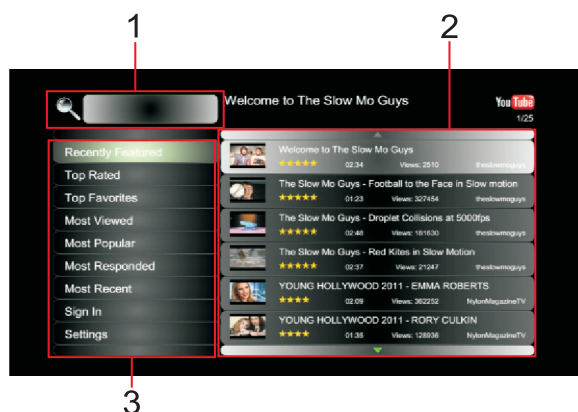 1
2
Welcome to The Slow Mo Guys
You Tube
1/25
Recently Featured
Top Rated
Top Favorites
Most Viewed
Most Popular
Most Responded
Most Recent
Sign In
Settings
Welcome to The Slow Mo Guys
02:34 Views: 2510 theslowmoguys
The Slow Mo Guys - Football to the Face in Slow motion
01:23 Views: 327454 theslowmoguys
The Slow Mo Guys - Droplet Collisions at 5000fps
02:48 Views: 181630 theslowmoguys
The Slow Mo Guys - Red Kites in Slow Motion
02:37 Views: 21247 theslowmoguys
YOUNG HOLLYWOOD 2011 - EMMA ROBERTS
02:09 Views: 362252 NylonMagazineTV
YOUNG HOLLYWOOD 2011 - RORY CULKIN
01:35 Views: 128036 NylonMagazineTV
3